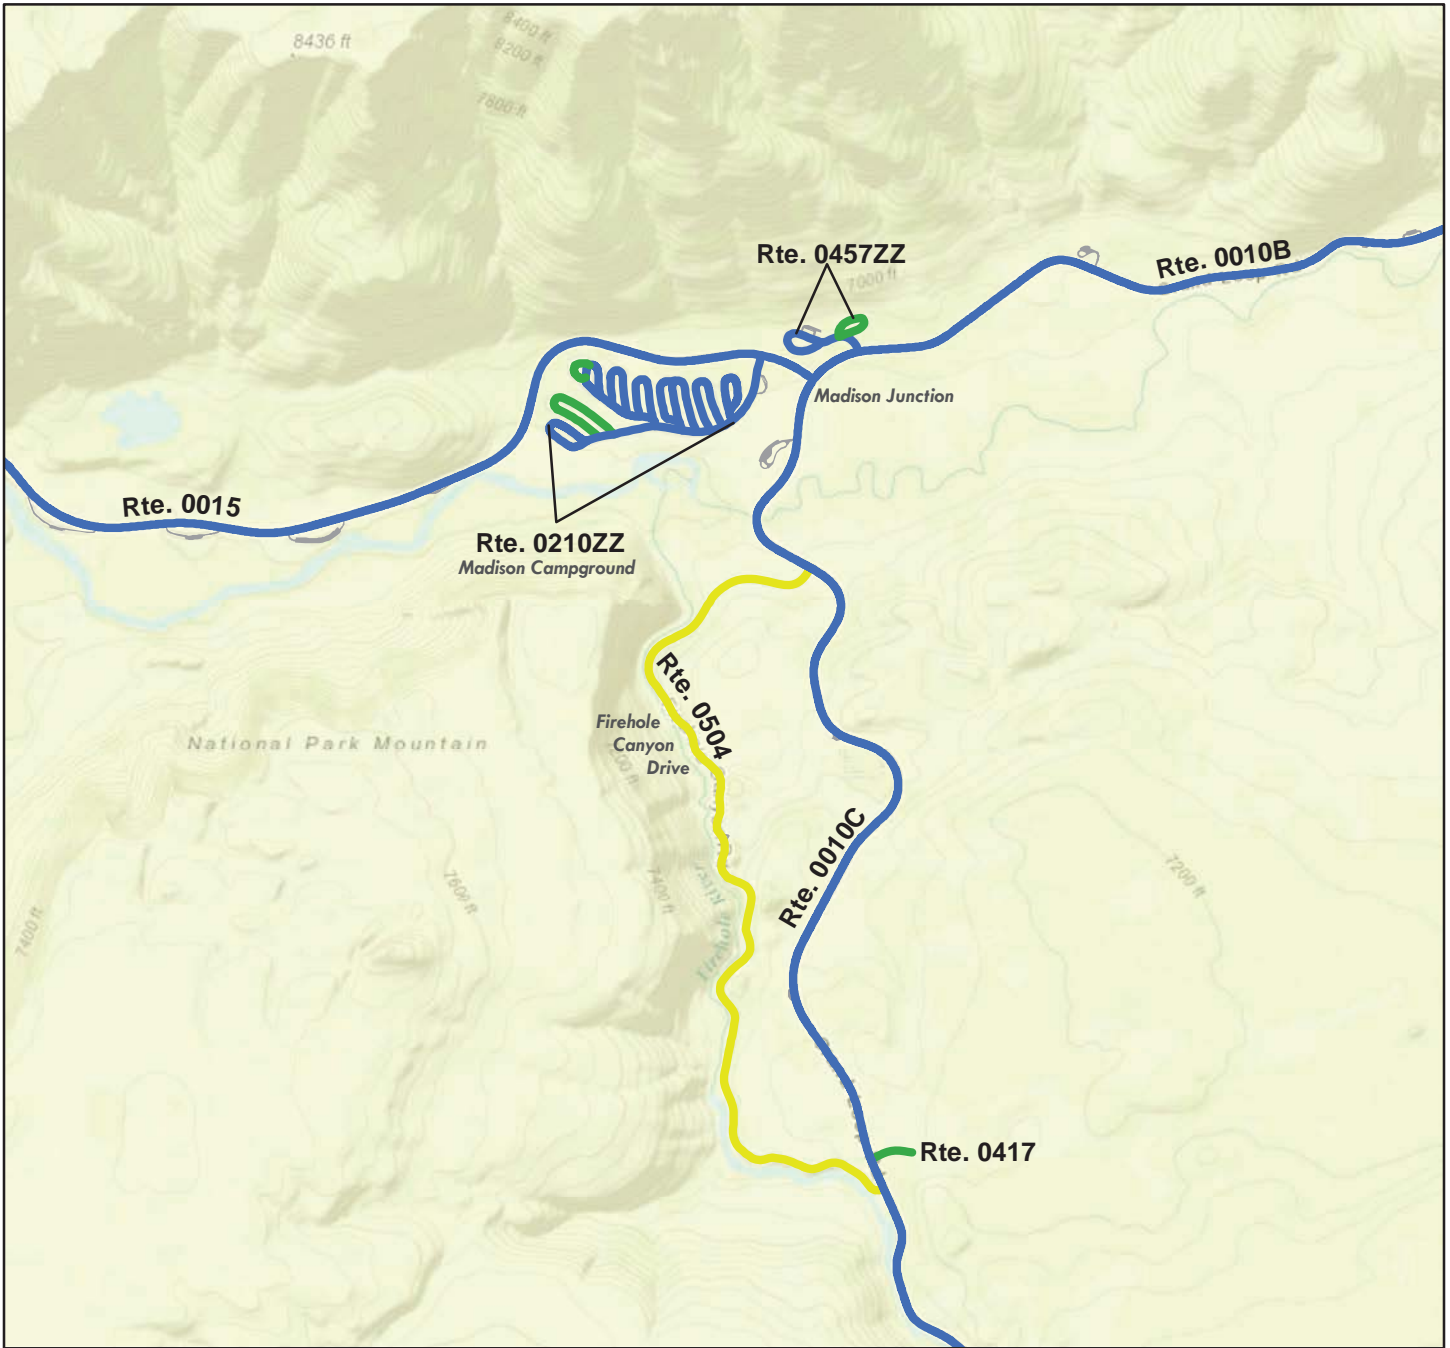 8436 ft
8400 ft
8200 ft
7800 ft
Rte. 0457ZZ
7000 ft
Rte. 0010B
Madison Junction
Rte. 0015
Rte. 0210ZZ
Madison Campground
Rte. 0504
Firehole
Canyon
Drive
National Park Mountain
Rte. 0010C
7200 ft
7600 ft
7400 ft
7400 ft
Firehole River
Rte. 0417